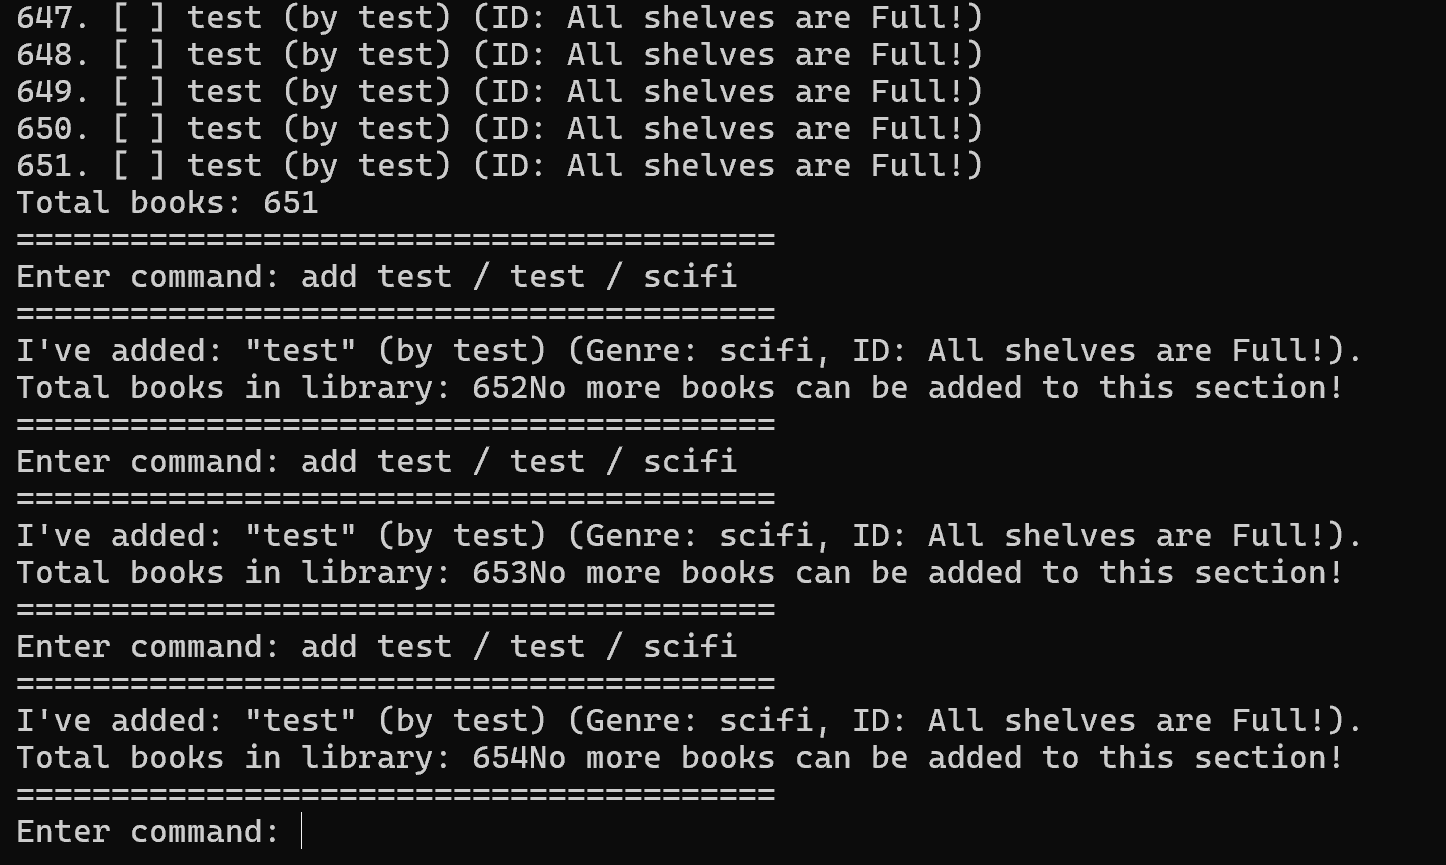 647. [ ] test (by test) (ID: All shelves are Full!)
648. [ ] test (by test) (ID: All shelves are Full!)
649. [ ] test (by test) (ID: All shelves are Full!)
650. [ ] test (by test) (ID: All shelves are Full!)
651. [ ] test (by test) (ID: All shelves are Full!)
Total books: 651
========================================
Enter command: add test / test / scifi
========================================
I've added: "test" (by test) (Genre: scifi, ID: All shelves are Full!).
Total books in library: 652No more books can be added to this section!
========================================
Enter command: add test / test / scifi
========================================
I've added: "test" (by test) (Genre: scifi, ID: All shelves are Full!).
Total books in library: 653No more books can be added to this section!
========================================
Enter command: add test / test / scifi
========================================
I've added: "test" (by test) (Genre: scifi, ID: All shelves are Full!).
Total books in library: 654No more books can be added to this section!
========================================
Enter command: